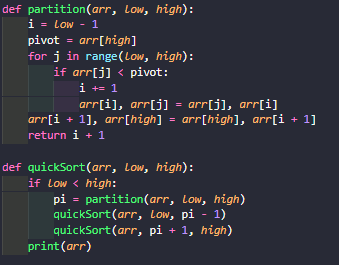 def partition(arr, low, high):
    i = low - 1
    pivot = arr[high]
    for j in range(low, high):
        if arr[j] < pivot:
            i += 1
            arr[i], arr[j] = arr[j], arr[i]
    arr[i + 1], arr[high] = arr[high], arr[i + 1]
    return i + 1

def quickSort(arr, low, high):
    if low < high:
        pi = partition(arr, low, high)
        quickSort(arr, low, pi - 1)
        quickSort(arr, pi + 1, high)
    print(arr)